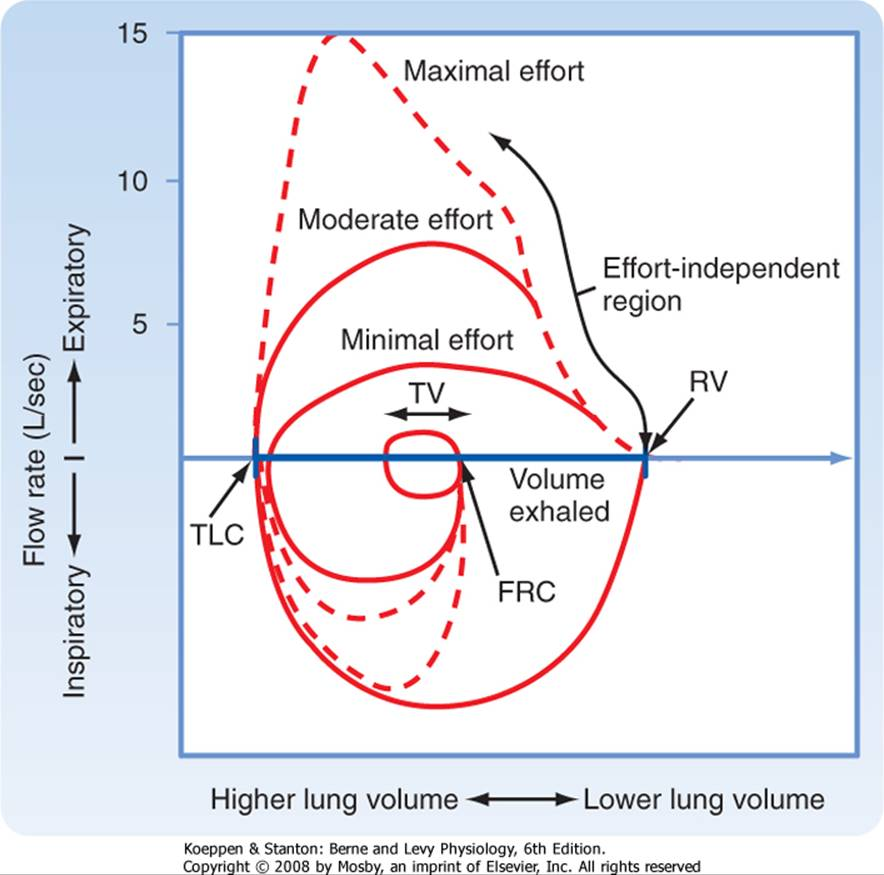 15
Maximal effort
10
Moderate effort
Effort-independent
region
5
Minimal effort
TV
RV
Flow rate (L/sec)
Inspiratory
Expiratory
Volume
exhaled
TLC
FRC
Higher lung volume
Lower lung volume
Koeppen & Stanton: Berne and Levy Physiology, 6th Edition.
Copyright © 2008 by Mosby, an imprint of Elsevier, Inc. All rights reserved